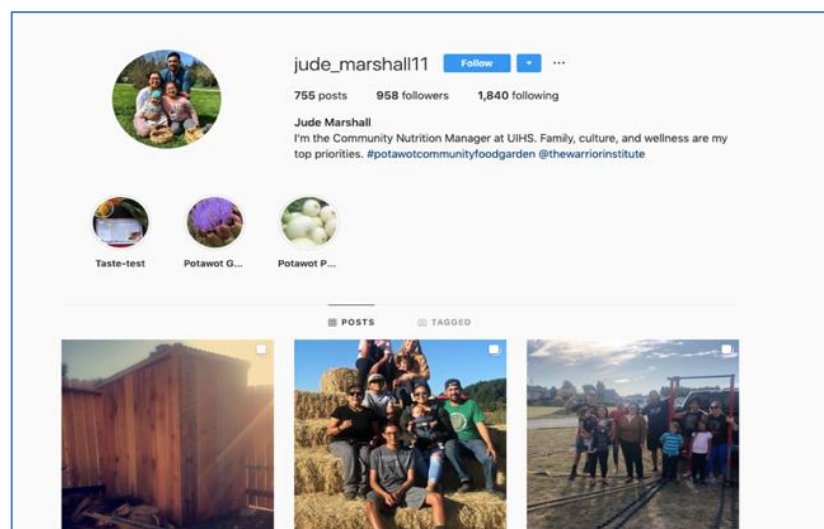 jude_marshall11 Follow ...
755 posts 958 followers 1,840 following
Jude Marshall
I'm the Community Nutrition Manager at UIHS. Family, culture, and wellness are my
top priorities. #potawotcommunityfoodgarden @thewarriorinstitute
Taste-test Potawot G... Potawot P...
POSTS TAGGED